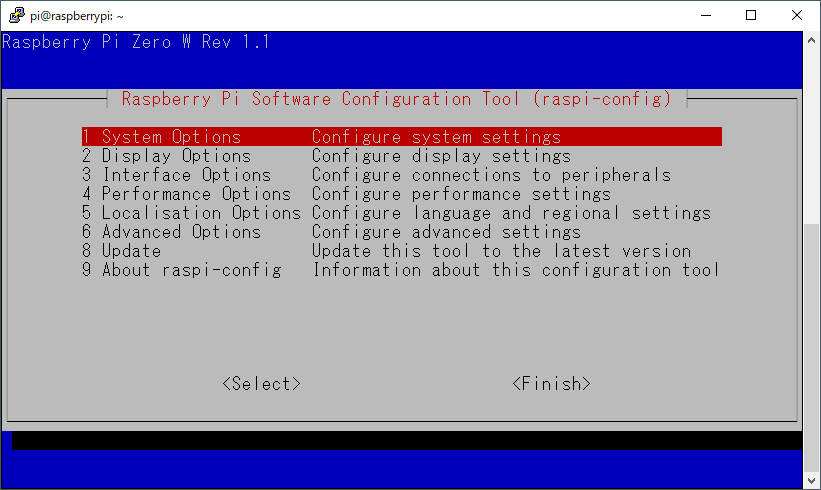 pi@raspberrypi: ~
Raspberry Pi Zero W Rev 1.1
Raspberry Pi Software Configuration Tool (raspi-config)
1 System Options Configure system settings
2 Display Options Configure display settings
3 Interface Options Configure connections to peripherals
4 Performance Options Configure performance settings
5 Localisation Options Configure language and regional settings
6 Advanced Options Configure advanced settings
8 Update Update this tool to the latest version
9 About raspi-config Information about this configuration tool
<Select> <Finish>